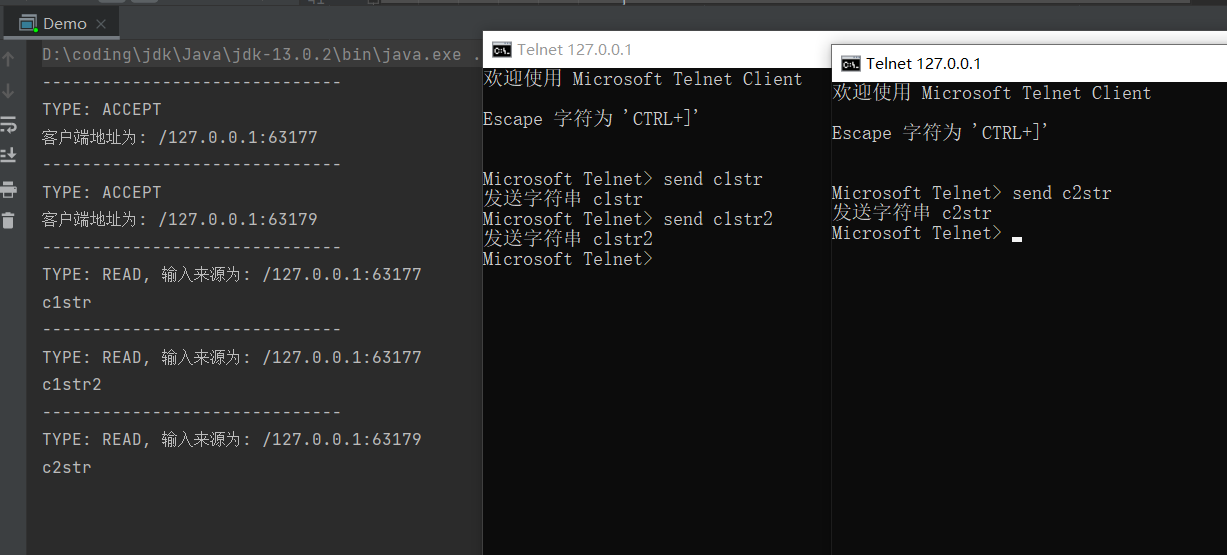 Demo
D:\coding\jdk\Java\jdk-13.0.2\bin\java.exe .
------------------------------
TYPE: ACCEPT
客户端地址为: /127.0.0.1:63177
------------------------------
TYPE: ACCEPT
客户端地址为: /127.0.0.1:63179
------------------------------
TYPE: READ, 输入来源为: /127.0.0.1:63177
c1str
------------------------------
TYPE: READ, 输入来源为: /127.0.0.1:63177
c1str2
------------------------------
TYPE: READ, 输入来源为: /127.0.0.1:63179
c2str
Telnet 127.0.0.1
欢迎使用 Microsoft Telnet Client
Escape 字符为 'CTRL+]'
Microsoft Telnet> send c1str
发送字符串 c1str
Microsoft Telnet> send c1str2
发送字符串 c1str2
Microsoft Telnet>
Telnet 127.0.0.1
欢迎使用 Microsoft Telnet Client
Escape 字符为 'CTRL+]'
Microsoft Telnet> send c2str
发送字符串 c2str
Microsoft Telnet>